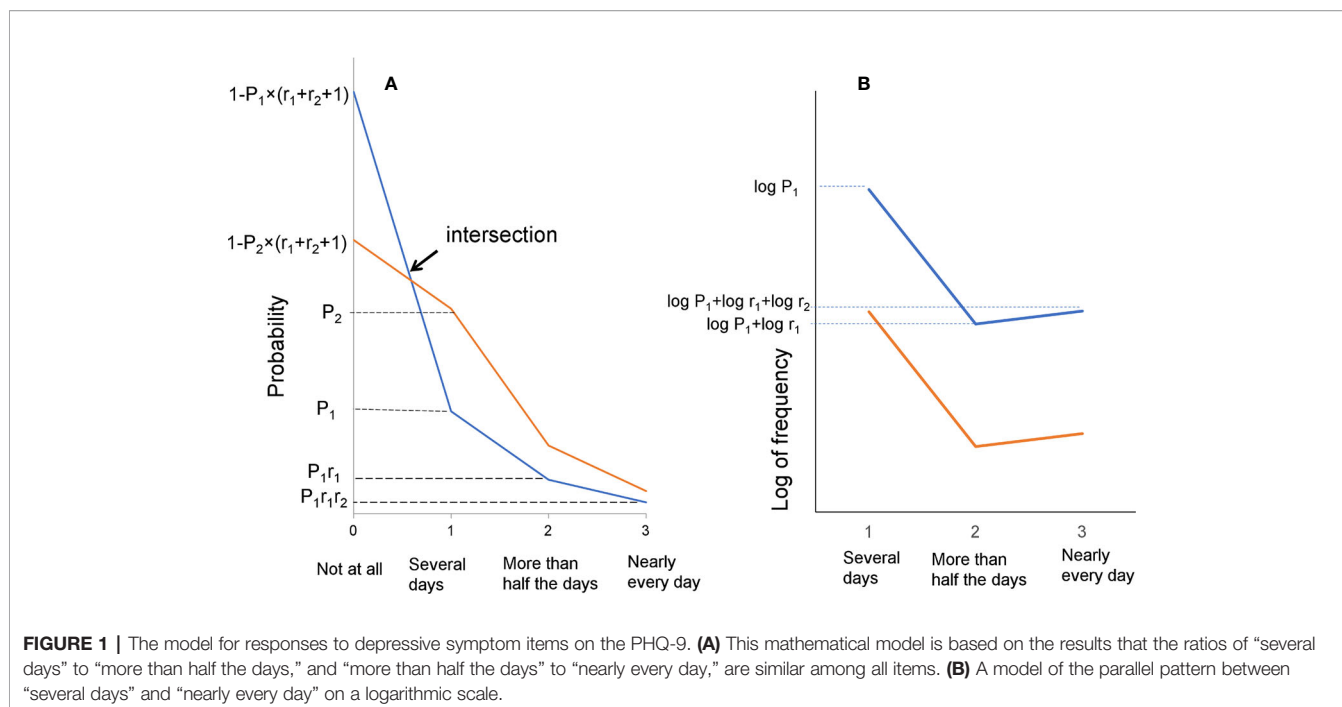 A
1-P₁×(r₁+r₂+1)
1-P₂×(r₁+r₂+1)
intersection
Probability
P₂
P₁
P₁r₁
P₁r₁r₂
0 1 2 3
Not at all
Several days
More than half the days
Nearly every day
B
log P₁
log P₁+log r₁+log r₂
log P₁+log r₁
Log of frequency
1 2 3
Several days
More than half the days
Nearly every day
FIGURE 1 | The model for responses to depressive symptom items on the PHQ-9. (A) This mathematical model is based on the results that the ratios of “several
days” to “more than half the days,” and “more than half the days” to “nearly every day,” are similar among all items. (B) A model of the parallel pattern between
“several days” and “nearly every day” on a logarithmic scale.